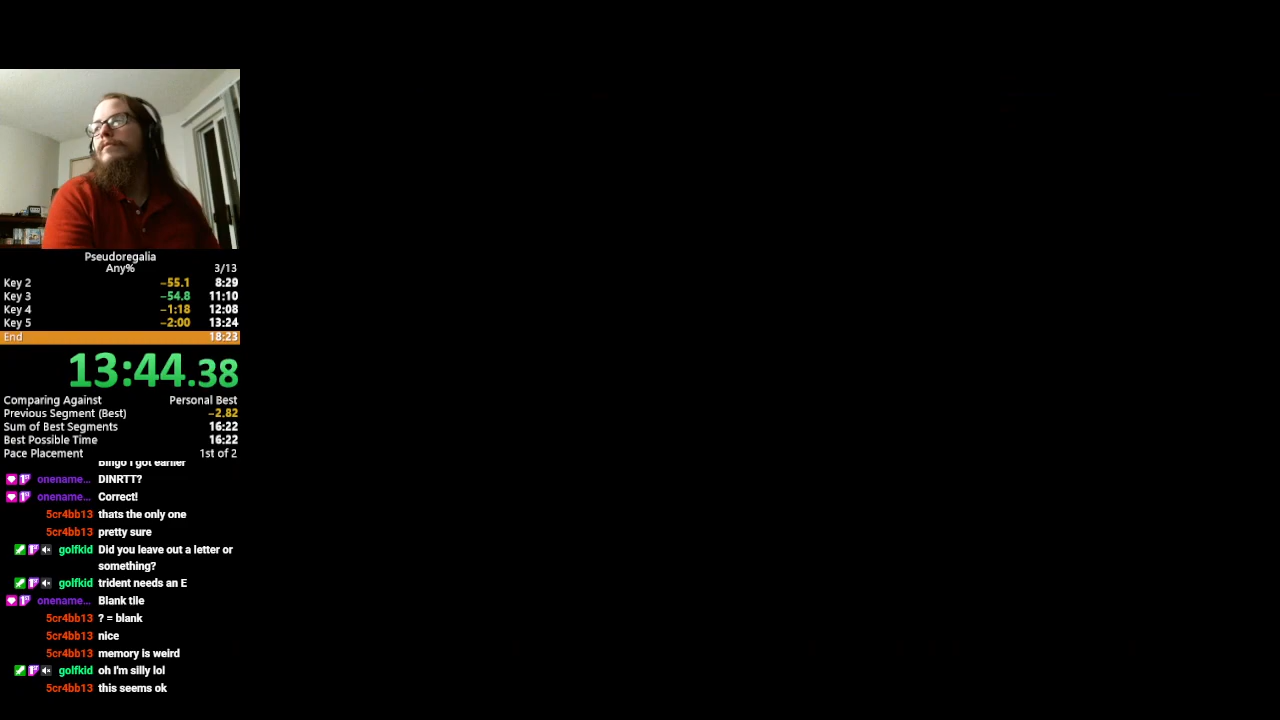 Pseudoregalia
Any% 3/13
Key 2 −55.1 8:29
Key 3 −54.8 11:10
Key 4 −1:18 12:08
Key 5 −2:00 13:24
End 18:23
13:44.38
Comparing Against Personal Best
Previous Segment (Best) −2.82
Sum of Best Segments 16:22
Best Possible Time 16:22
Pace Placement 1st of 2
Bingo I got earlier
onename... DINRTT?
onename... Correct!
5cr4bb13 thats the only one
5cr4bb13 pretty sure
golfkid Did you leave out a letter or
something?
golfkid trident needs an E
onename... Blank tile
5cr4bb13 ? = blank
5cr4bb13 nice
5cr4bb13 memory is weird
golfkid oh I'm silly lol
5cr4bb13 this seems ok